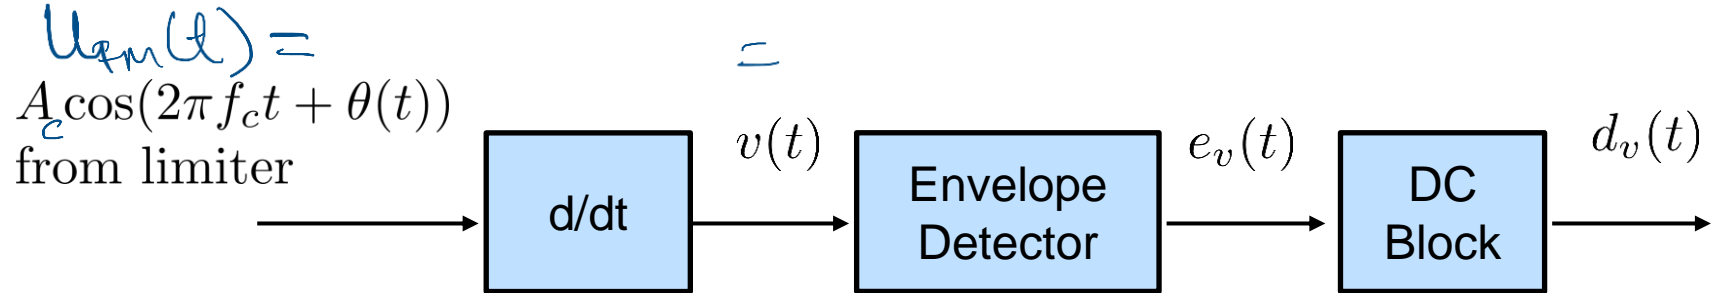 u_FM(t) =
=
A_c cos(2πf_c t + θ(t))
from limiter
d/dt
v(t)
Envelope
Detector
e_v(t)
DC
Block
d_v(t)